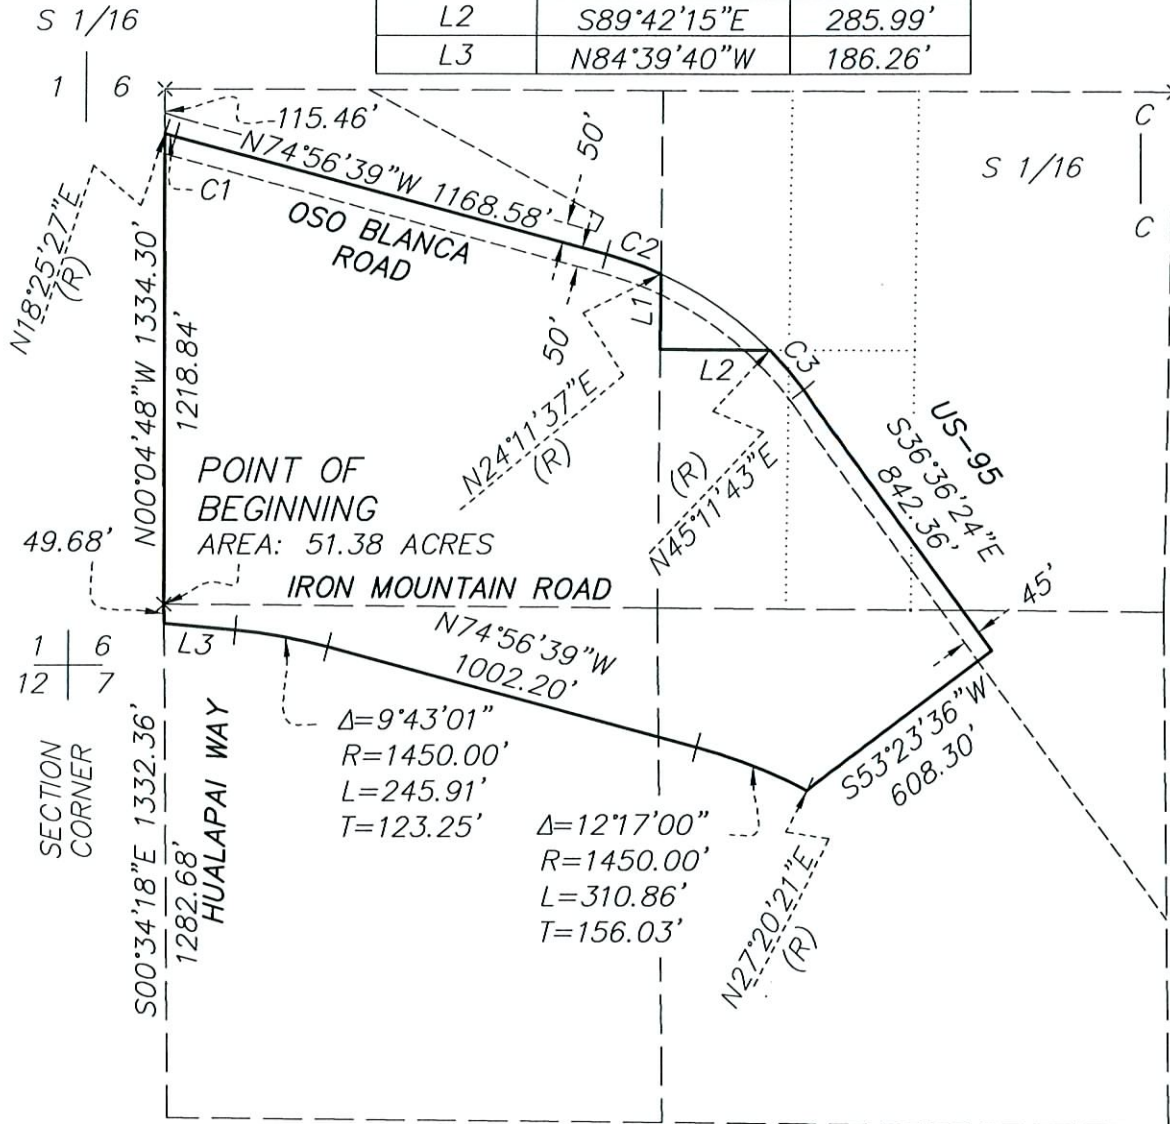 S 1/16
1 6
L2 S89°42'15"E 285.99'
L3 N84°39'40"W 186.26'
C
S 1/16
C
115.46'
N74°56'39"W 1168.58'
50'
C1
C2
OSO BLANCA
ROAD
N18°25'27"E
(R)
N00°04'48"W 1334.30'
1218.84'
L1
50'
L2
C3
N24°11'37"E
(R)
(R)
N45°11'43"E
US-95
S36°36'24"E
842.36'
POINT OF
BEGINNING
AREA: 51.38 ACRES
49.68'
IRON MOUNTAIN ROAD
45'
N74°56'39"W
1002.20'
L3
1 6
12 7
SECTION
CORNER
S00°34'18"E 1332.36'
1282.68'
HUALAPAI WAY
Δ=9°43'01"
R=1450.00'
L=245.91'
T=123.25'
Δ=12°17'00"
R=1450.00'
L=310.86'
T=156.03'
S53°23'36"W
608.30'
N27°20'21"E
(R)